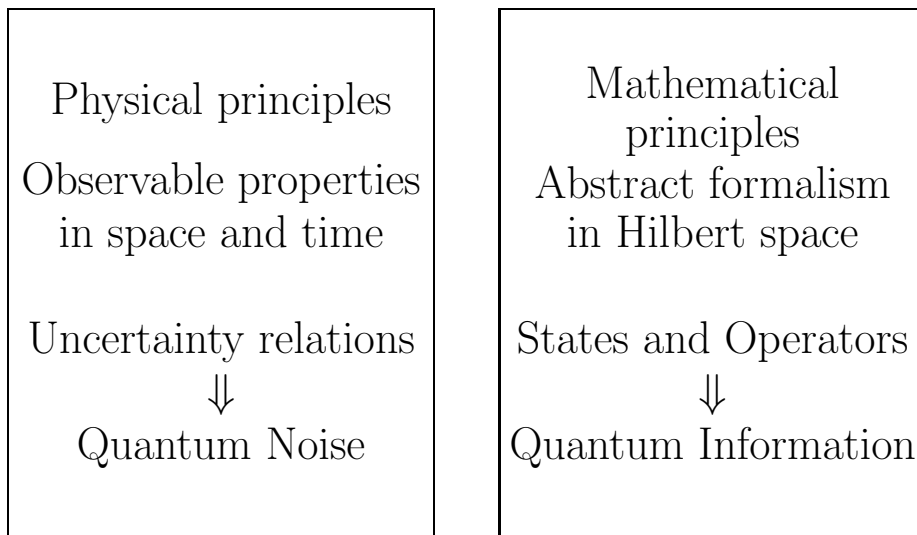 Physical principles
Observable properties
in space and time
Uncertainty relations
⇓
Quantum Noise
Mathematical
principles
Abstract formalism
in Hilbert space
States and Operators
⇓
Quantum Information